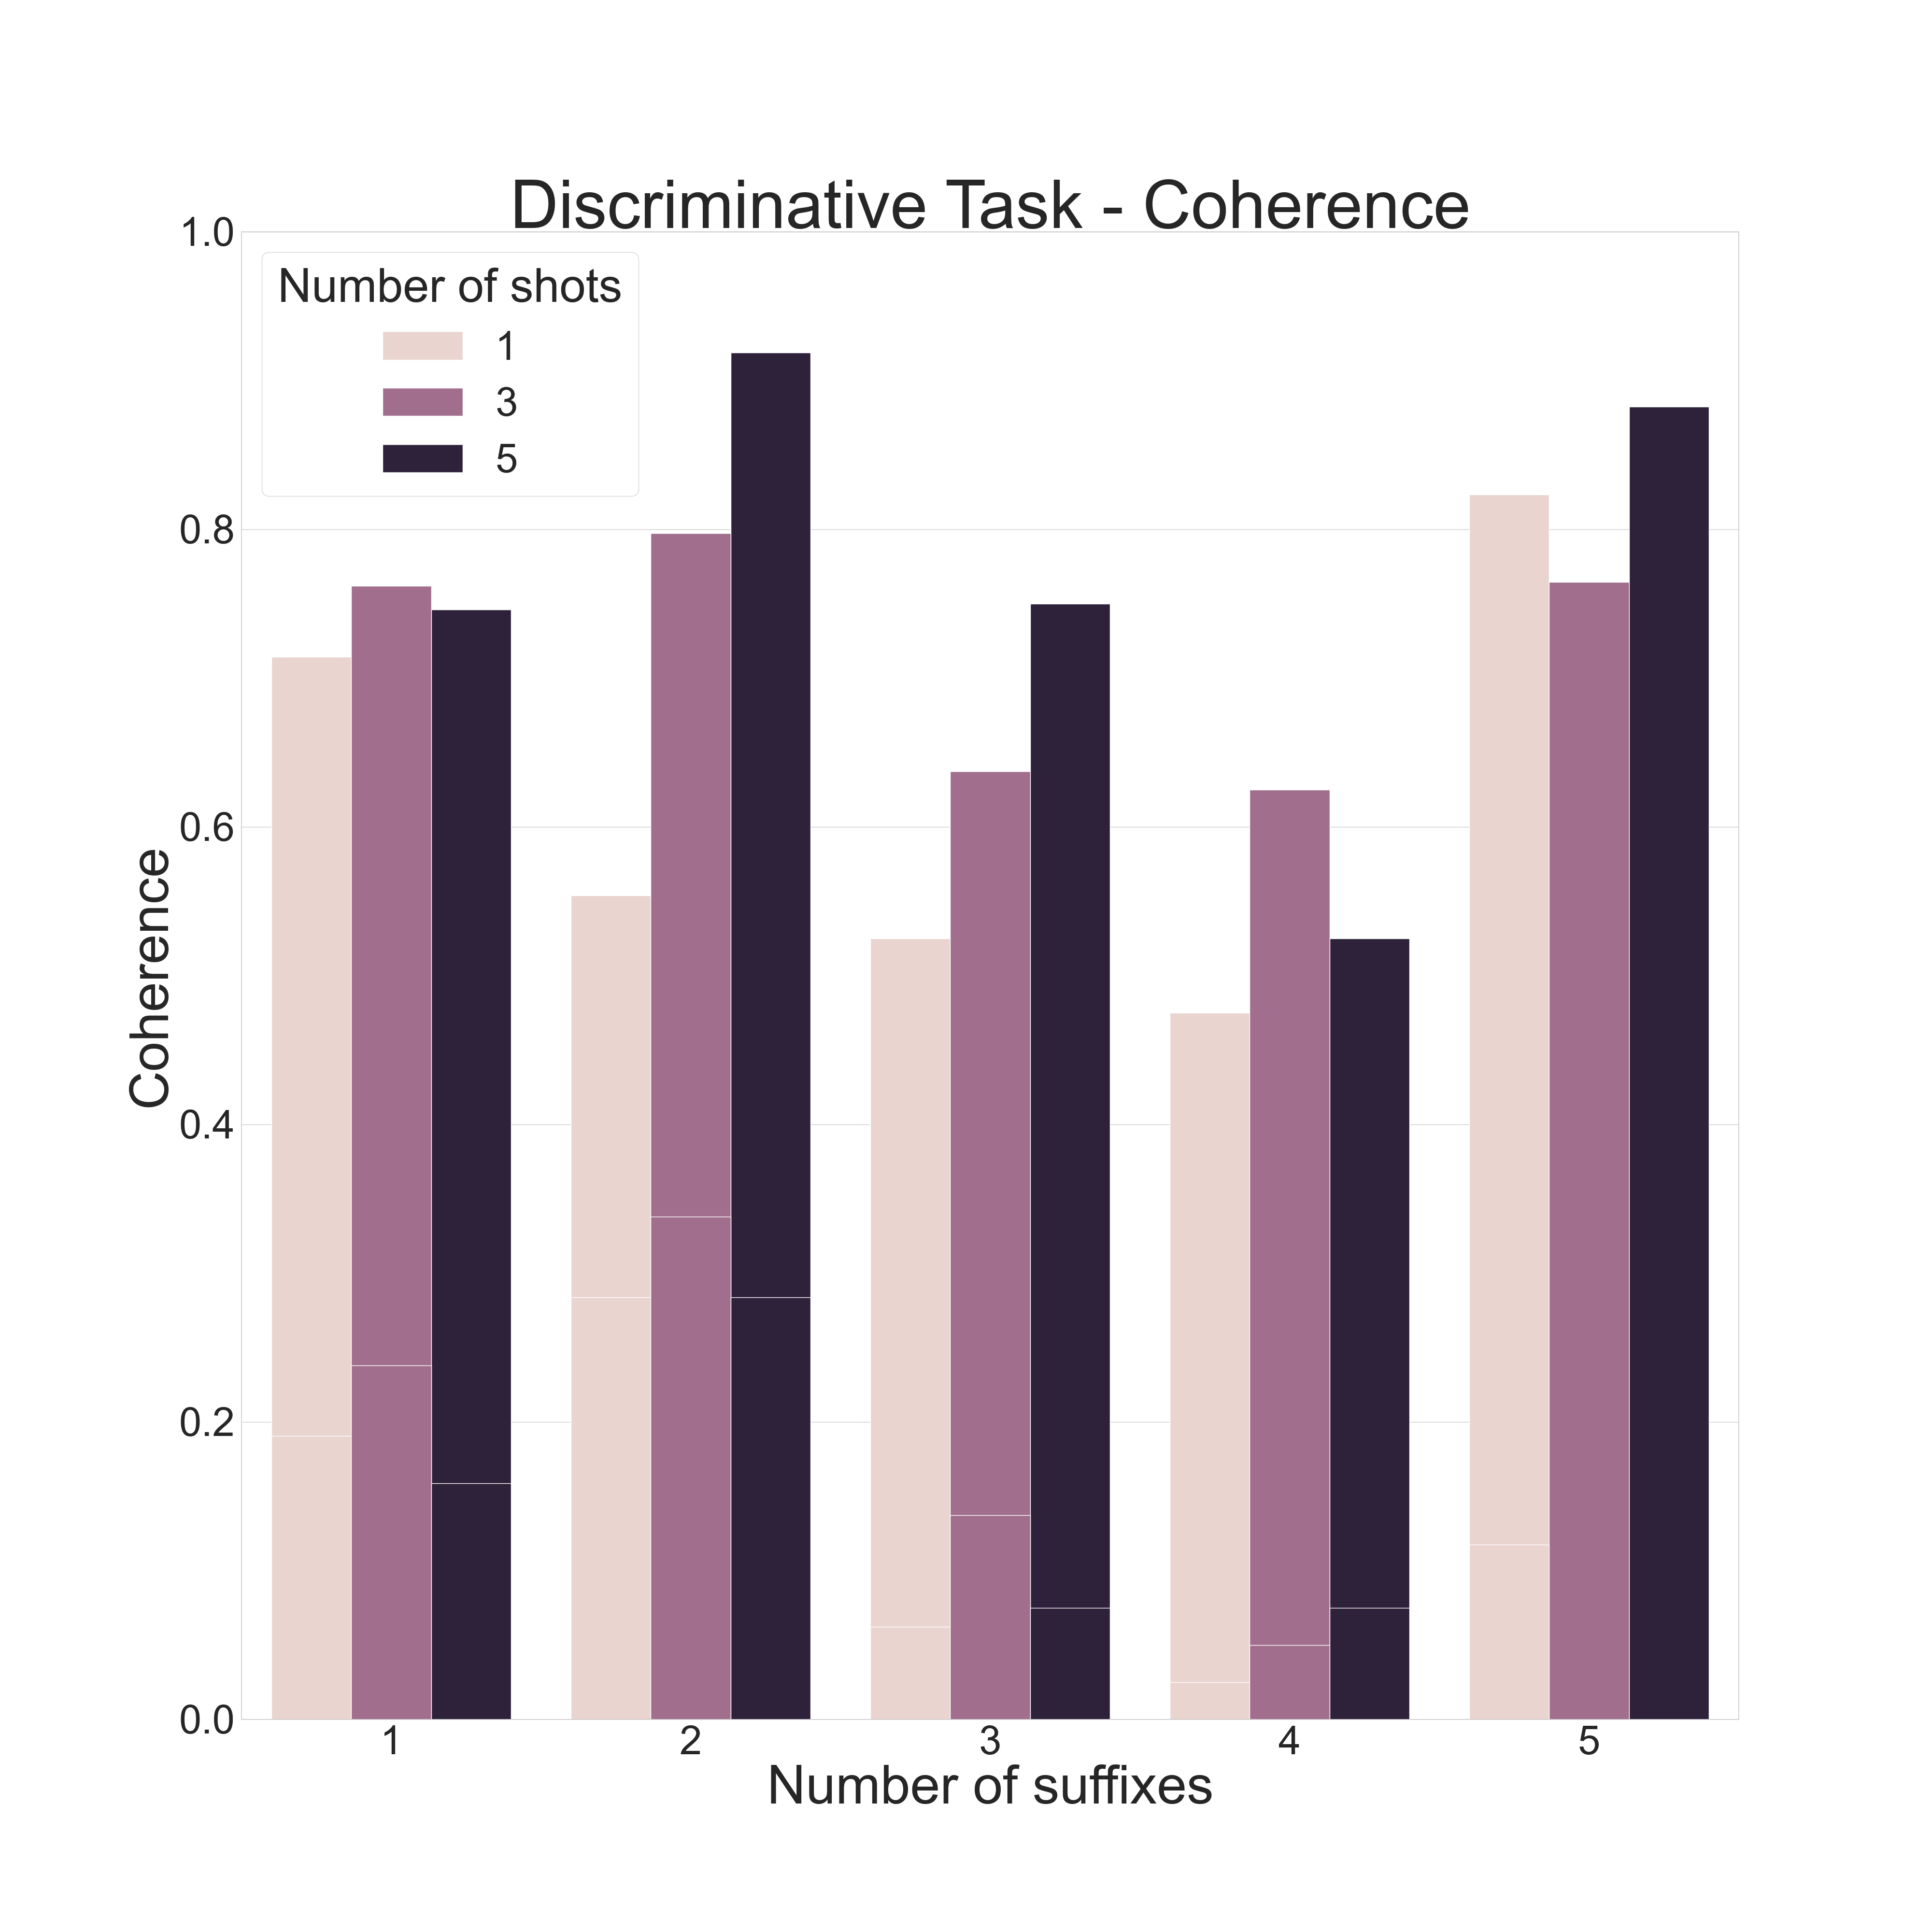 Discriminative Task - Coherence
1.0
Number of shots
1
3
5
0.8
0.6
0.4
0.2
0.0
Coherence
1 2 3 4 5
Number of suffixes